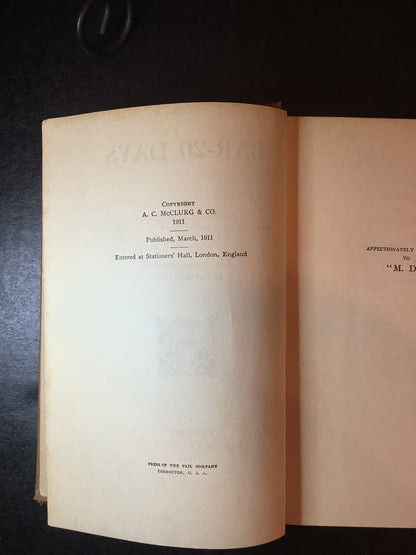 COPYRIGHT
A. C. McCLURG & CO.
1911
Published, March, 1911
Entered at Stationers' Hall, London, England
PRESS OF THE VAIL COMPANY
COSHOCTON, U. S. A.
AFFECTIONATELY
TO
"M. D